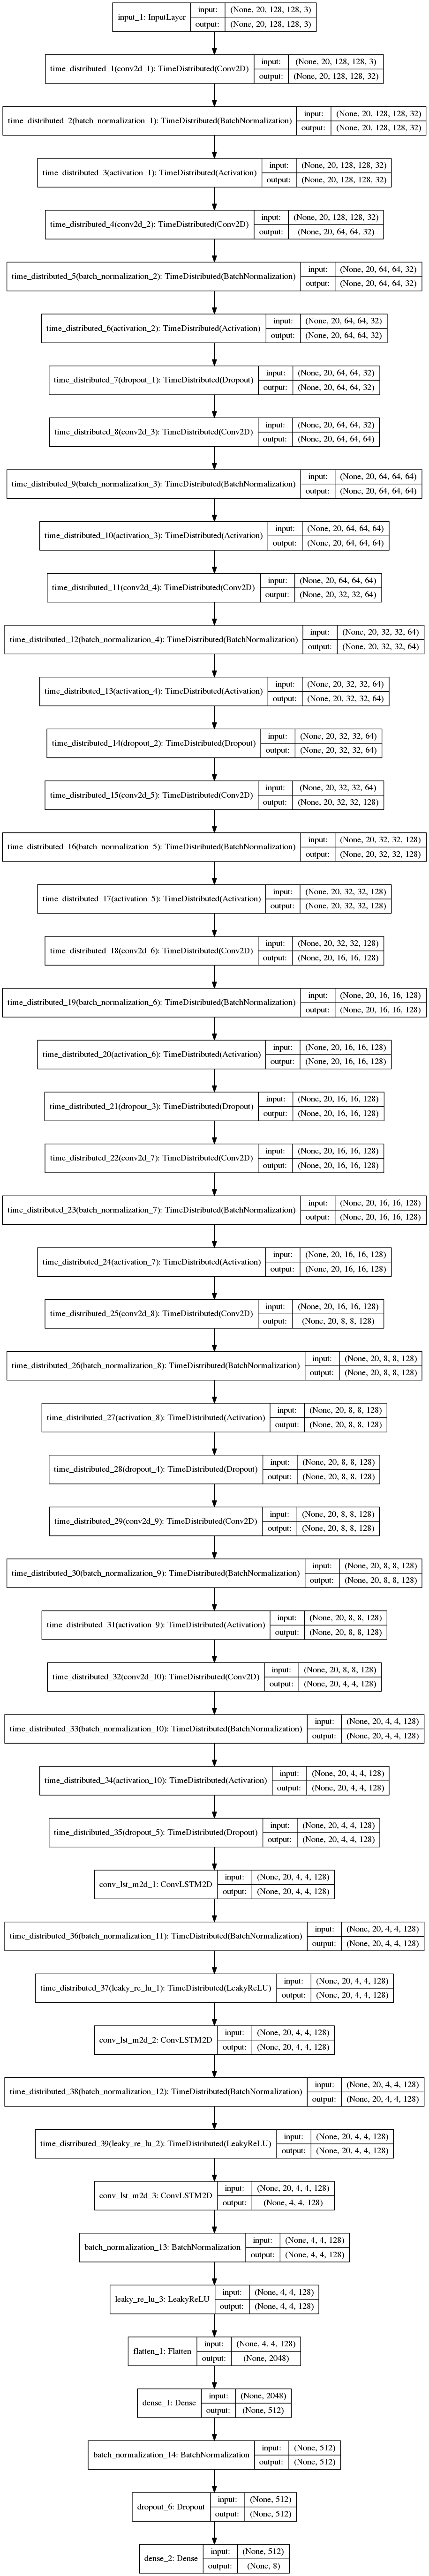 input_1: InputLayer input: (None, 20, 128, 128, 3)
output: (None, 20, 128, 128, 3)
time_distributed_1(conv2d_1): TimeDistributed(Conv2D) input: (None, 20, 128, 128, 3)
output: (None, 20, 128, 128, 32)
time_distributed_2(batch_normalization_1): TimeDistributed(BatchNormalization) input: (None, 20, 128, 128, 32)
output: (None, 20, 128, 128, 32)
time_distributed_3(activation_1): TimeDistributed(Activation) input: (None, 20, 128, 128, 32)
output: (None, 20, 128, 128, 32)
time_distributed_4(conv2d_2): TimeDistributed(Conv2D) input: (None, 20, 128, 128, 32)
output: (None, 20, 64, 64, 32)
time_distributed_5(batch_normalization_2): TimeDistributed(BatchNormalization) input: (None, 20, 64, 64, 32)
output: (None, 20, 64, 64, 32)
time_distributed_6(activation_2): TimeDistributed(Activation) input: (None, 20, 64, 64, 32)
output: (None, 20, 64, 64, 32)
time_distributed_7(dropout_1): TimeDistributed(Dropout) input: (None, 20, 64, 64, 32)
output: (None, 20, 64, 64, 32)
time_distributed_8(conv2d_3): TimeDistributed(Conv2D) input: (None, 20, 64, 64, 32)
output: (None, 20, 64, 64, 64)
time_distributed_9(batch_normalization_3): TimeDistributed(BatchNormalization) input: (None, 20, 64, 64, 64)
output: (None, 20, 64, 64, 64)
time_distributed_10(activation_3): TimeDistributed(Activation) input: (None, 20, 64, 64, 64)
output: (None, 20, 64, 64, 64)
time_distributed_11(conv2d_4): TimeDistributed(Conv2D) input: (None, 20, 64, 64, 64)
output: (None, 20, 32, 32, 64)
time_distributed_12(batch_normalization_4): TimeDistributed(BatchNormalization) input: (None, 20, 32, 32, 64)
output: (None, 20, 32, 32, 64)
time_distributed_13(activation_4): TimeDistributed(Activation) input: (None, 20, 32, 32, 64)
output: (None, 20, 32, 32, 64)
time_distributed_14(dropout_2): TimeDistributed(Dropout) input: (None, 20, 32, 32, 64)
output: (None, 20, 32, 32, 64)
time_distributed_15(conv2d_5): TimeDistributed(Conv2D) input: (None, 20, 32, 32, 64)
output: (None, 20, 32, 32, 128)
time_distributed_16(batch_normalization_5): TimeDistributed(BatchNormalization) input: (None, 20, 32, 32, 128)
output: (None, 20, 32, 32, 128)
time_distributed_17(activation_5): TimeDistributed(Activation) input: (None, 20, 32, 32, 128)
output: (None, 20, 32, 32, 128)
time_distributed_18(conv2d_6): TimeDistributed(Conv2D) input: (None, 20, 32, 32, 128)
output: (None, 20, 16, 16, 128)
time_distributed_19(batch_normalization_6): TimeDistributed(BatchNormalization) input: (None, 20, 16, 16, 128)
output: (None, 20, 16, 16, 128)
time_distributed_20(activation_6): TimeDistributed(Activation) input: (None, 20, 16, 16, 128)
output: (None, 20, 16, 16, 128)
time_distributed_21(dropout_3): TimeDistributed(Dropout) input: (None, 20, 16, 16, 128)
output: (None, 20, 16, 16, 128)
time_distributed_22(conv2d_7): TimeDistributed(Conv2D) input: (None, 20, 16, 16, 128)
output: (None, 20, 16, 16, 128)
time_distributed_23(batch_normalization_7): TimeDistributed(BatchNormalization) input: (None, 20, 16, 16, 128)
output: (None, 20, 16, 16, 128)
time_distributed_24(activation_7): TimeDistributed(Activation) input: (None, 20, 16, 16, 128)
output: (None, 20, 16, 16, 128)
time_distributed_25(conv2d_8): TimeDistributed(Conv2D) input: (None, 20, 16, 16, 128)
output: (None, 20, 8, 8, 128)
time_distributed_26(batch_normalization_8): TimeDistributed(BatchNormalization) input: (None, 20, 8, 8, 128)
output: (None, 20, 8, 8, 128)
time_distributed_27(activation_8): TimeDistributed(Activation) input: (None, 20, 8, 8, 128)
output: (None, 20, 8, 8, 128)
time_distributed_28(dropout_4): TimeDistributed(Dropout) input: (None, 20, 8, 8, 128)
output: (None, 20, 8, 8, 128)
time_distributed_29(conv2d_9): TimeDistributed(Conv2D) input: (None, 20, 8, 8, 128)
output: (None, 20, 8, 8, 128)
time_distributed_30(batch_normalization_9): TimeDistributed(BatchNormalization) input: (None, 20, 8, 8, 128)
output: (None, 20, 8, 8, 128)
time_distributed_31(activation_9): TimeDistributed(Activation) input: (None, 20, 8, 8, 128)
output: (None, 20, 8, 8, 128)
time_distributed_32(conv2d_10): TimeDistributed(Conv2D) input: (None, 20, 8, 8, 128)
output: (None, 20, 4, 4, 128)
time_distributed_33(batch_normalization_10): TimeDistributed(BatchNormalization) input: (None, 20, 4, 4, 128)
output: (None, 20, 4, 4, 128)
time_distributed_34(activation_10): TimeDistributed(Activation) input: (None, 20, 4, 4, 128)
output: (None, 20, 4, 4, 128)
time_distributed_35(dropout_5): TimeDistributed(Dropout) input: (None, 20, 4, 4, 128)
output: (None, 20, 4, 4, 128)
conv_lst_m2d_1: ConvLSTM2D input: (None, 20, 4, 4, 128)
output: (None, 20, 4, 4, 128)
time_distributed_36(batch_normalization_11): TimeDistributed(BatchNormalization) input: (None, 20, 4, 4, 128)
output: (None, 20, 4, 4, 128)
time_distributed_37(leaky_re_lu_1): TimeDistributed(LeakyReLU) input: (None, 20, 4, 4, 128)
output: (None, 20, 4, 4, 128)
conv_lst_m2d_2: ConvLSTM2D input: (None, 20, 4, 4, 128)
output: (None, 20, 4, 4, 128)
time_distributed_38(batch_normalization_12): TimeDistributed(BatchNormalization) input: (None, 20, 4, 4, 128)
output: (None, 20, 4, 4, 128)
time_distributed_39(leaky_re_lu_2): TimeDistributed(LeakyReLU) input: (None, 20, 4, 4, 128)
output: (None, 20, 4, 4, 128)
conv_lst_m2d_3: ConvLSTM2D input: (None, 20, 4, 4, 128)
output: (None, 4, 4, 128)
batch_normalization_13: BatchNormalization input: (None, 4, 4, 128)
output: (None, 4, 4, 128)
leaky_re_lu_3: LeakyReLU input: (None, 4, 4, 128)
output: (None, 4, 4, 128)
flatten_1: Flatten input: (None, 4, 4, 128)
output: (None, 2048)
dense_1: Dense input: (None, 2048)
output: (None, 512)
batch_normalization_14: BatchNormalization input: (None, 512)
output: (None, 512)
dropout_6: Dropout input: (None, 512)
output: (None, 512)
dense_2: Dense input: (None, 512)
output: (None, 8)